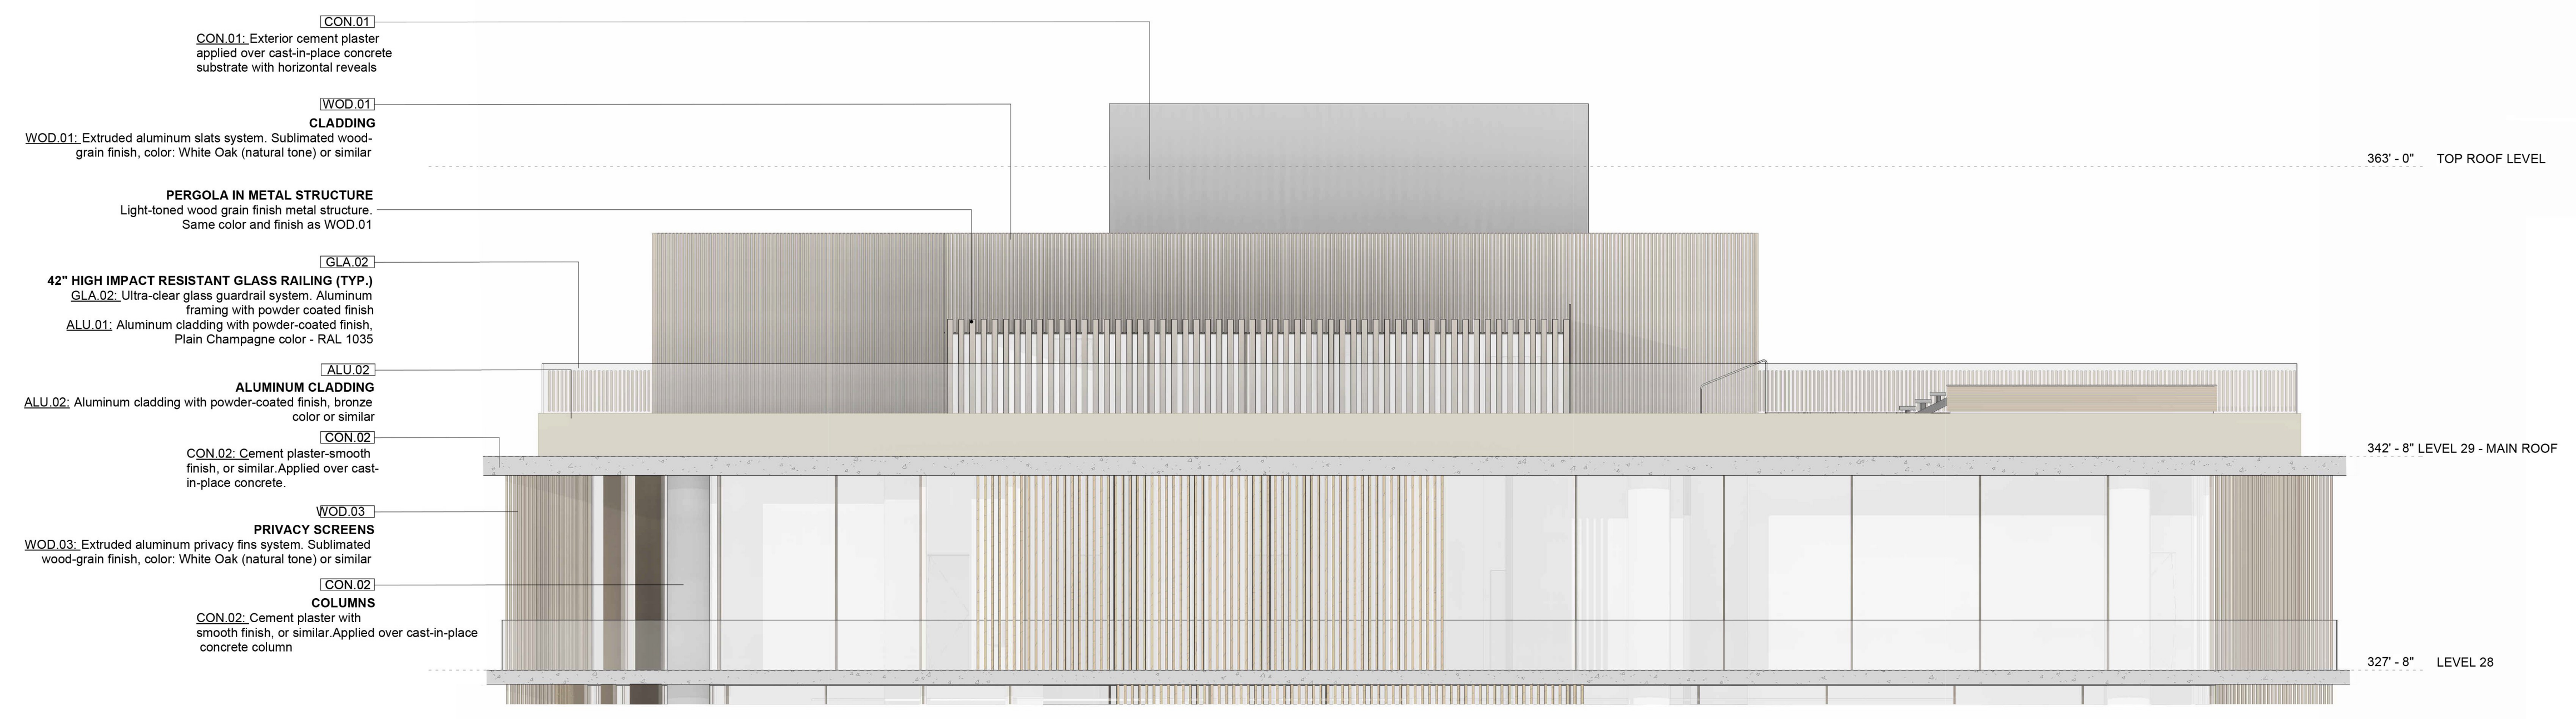 CON.01
CON.01: Exterior cement plaster
applied over cast-in-place concrete
substrate with horizontal reveals
WOD.01
CLADDING
WOD.01: Extruded aluminum slats system. Sublimated wood-
grain finish, color: White Oak (natural tone) or similar
PERGOLA IN METAL STRUCTURE
Light-toned wood grain finish metal structure.
Same color and finish as WOD.01
GLA.02
42" HIGH IMPACT RESISTANT GLASS RAILING (TYP.)
GLA.02: Ultra-clear glass guardrail system. Aluminum
framing with powder coated finish
ALU.01: Aluminum cladding with powder-coated finish,
Plain Champagne color - RAL 1035
ALU.02
ALUMINUM CLADDING
ALU.02: Aluminum cladding with powder-coated finish, bronze
color or similar
CON.02
CON.02: Cement plaster-smooth
finish, or similar.Applied over cast-
in-place concrete.
WOD.03
PRIVACY SCREENS
WOD.03: Extruded aluminum privacy fins system. Sublimated
wood-grain finish, color: White Oak (natural tone) or similar
CON.02
COLUMNS
CON.02: Cement plaster with
smooth finish, or similar.Applied over cast-in-place
concrete column
363' - 0" TOP ROOF LEVEL
342' - 8" LEVEL 29 - MAIN ROOF
327' - 8" LEVEL 28